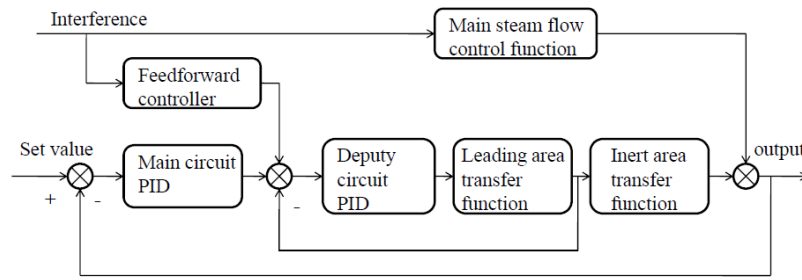 Interference
Main steam flow
control function
Feedforward
controller
Set value
Main circuit
PID
Deputy
circuit
PID
Leading area
transfer
function
Inert area
transfer
function
output
+
-
-